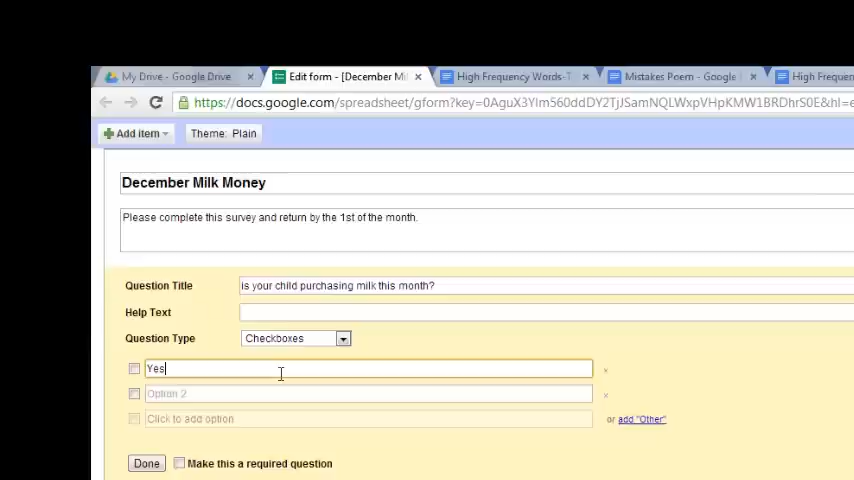 My Drive - Google Drive × Edit form - [December Mi × High Frequency Words-T × Mistakes Poem - Google × High Frequen
https://docs.google.com/spreadsheet/gform?key=
Add item Theme: Plain
December Milk Money
Please complete this survey and return by the 1st of the month.
Question Title is your child purchasing milk this month?
Help Text
Question Type Checkboxes
Yes ×
Option 2 ×
Click to add option or add "Other"
Done Make this a required question